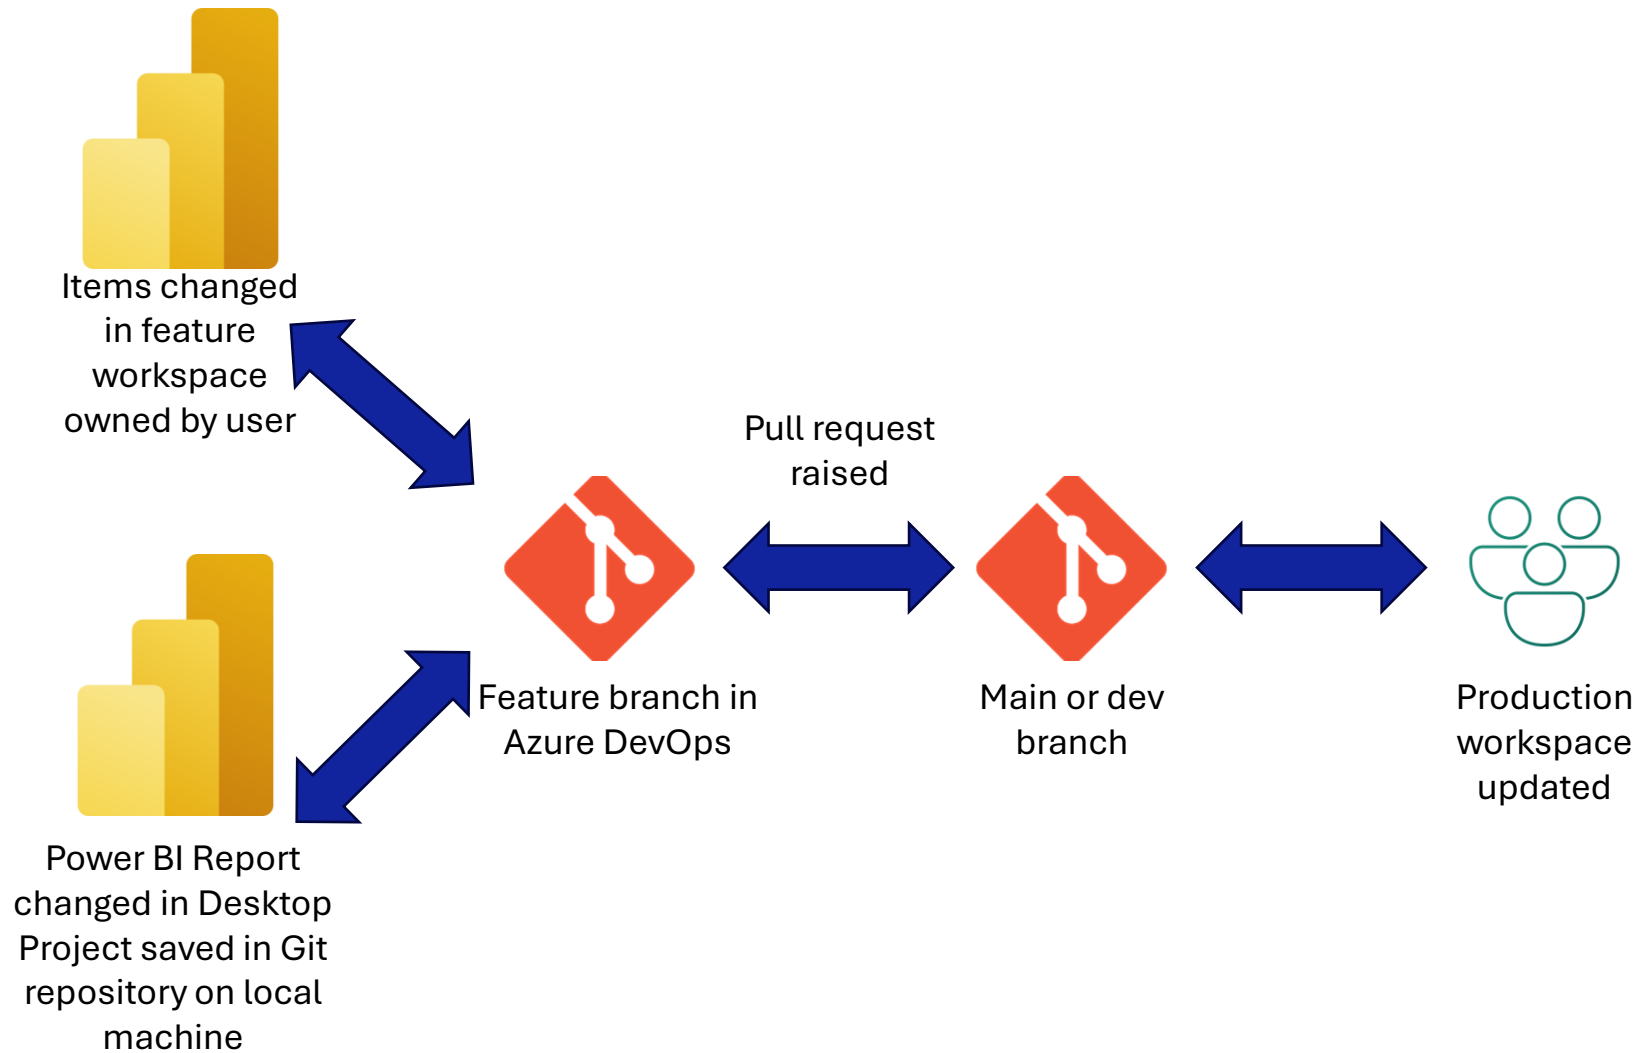 Items changed
in feature
workspace
owned by user
Pull request
raised
Feature branch in
Azure DevOps
Main or dev
branch
Production
workspace
updated
Power BI Report
changed in Desktop
Project saved in Git
repository on local
machine